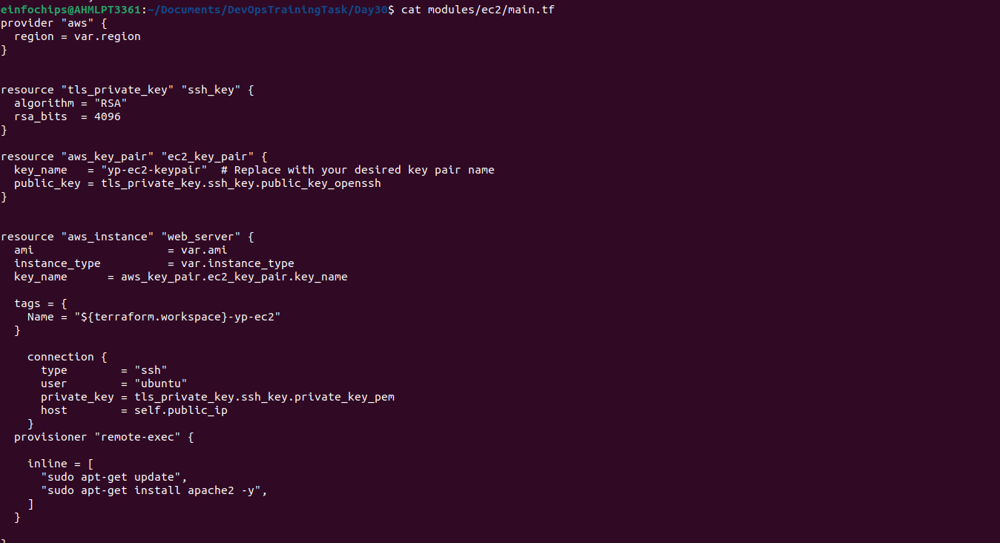 einfochips@AHMLPT3361:~/Documents/DevOpsTrainingTask/Day30$ cat modules/ec2/main.tf
provider "aws" {
  region = var.region
}


resource "tls_private_key" "ssh_key" {
  algorithm = "RSA"
  rsa_bits  = 4096
}

resource "aws_key_pair" "ec2_key_pair" {
  key_name   = "yp-ec2-keypair"  # Replace with your desired key pair name
  public_key = tls_private_key.ssh_key.public_key_openssh
}


resource "aws_instance" "web_server" {
  ami                    = var.ami
  instance_type          = var.instance_type
  key_name      = aws_key_pair.ec2_key_pair.key_name

  tags = {
    Name = "${terraform.workspace}-yp-ec2"
  }

    connection {
      type        = "ssh"
      user        = "ubuntu"
      private_key = tls_private_key.ssh_key.private_key_pem
      host        = self.public_ip
    }
  provisioner "remote-exec" {

    inline = [
      "sudo apt-get update",
      "sudo apt-get install apache2 -y",
    ]
  }

}